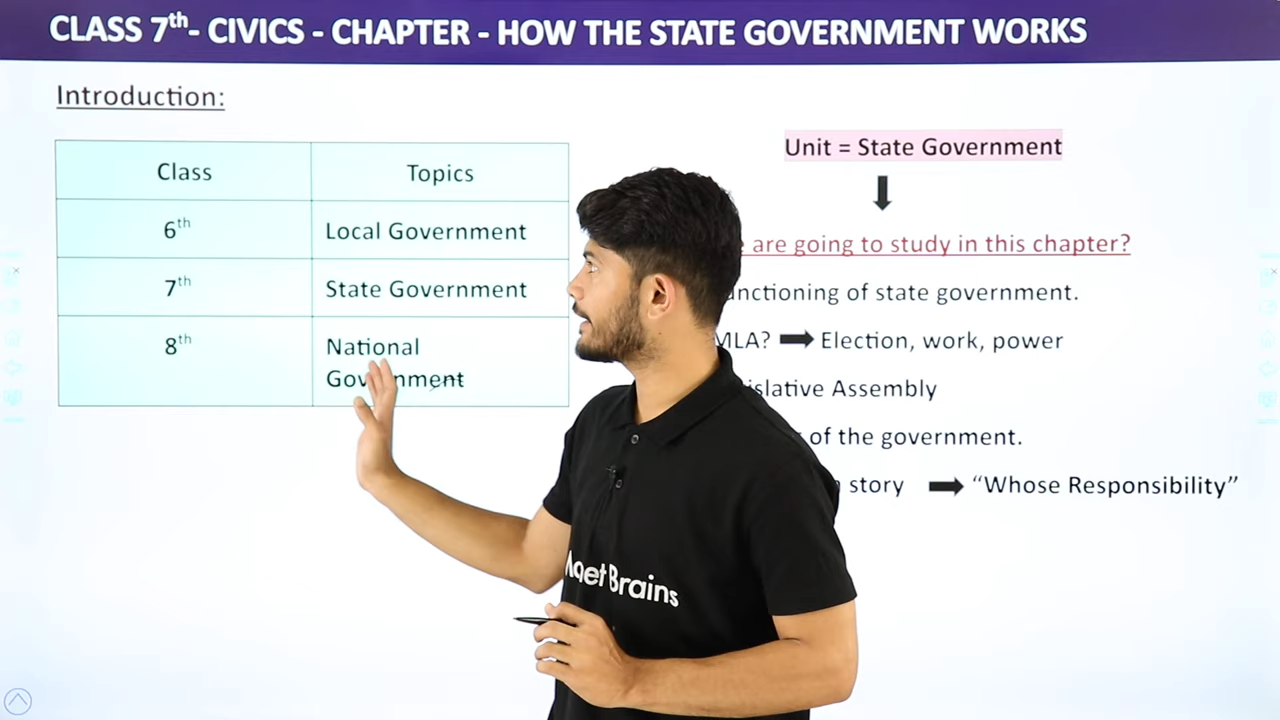 CLASS 7th- CIVICS - CHAPTER - HOW THE STATE GOVERNMENT WORKS
Introduction:
Class Topics
6th Local Government
7th State Government
8th National
Government
Unit = State Government
are going to study in this chapter?
of state government.
MLA? Election, work, power
Assembly
of the government.
story “Whose Responsibility”
Brains